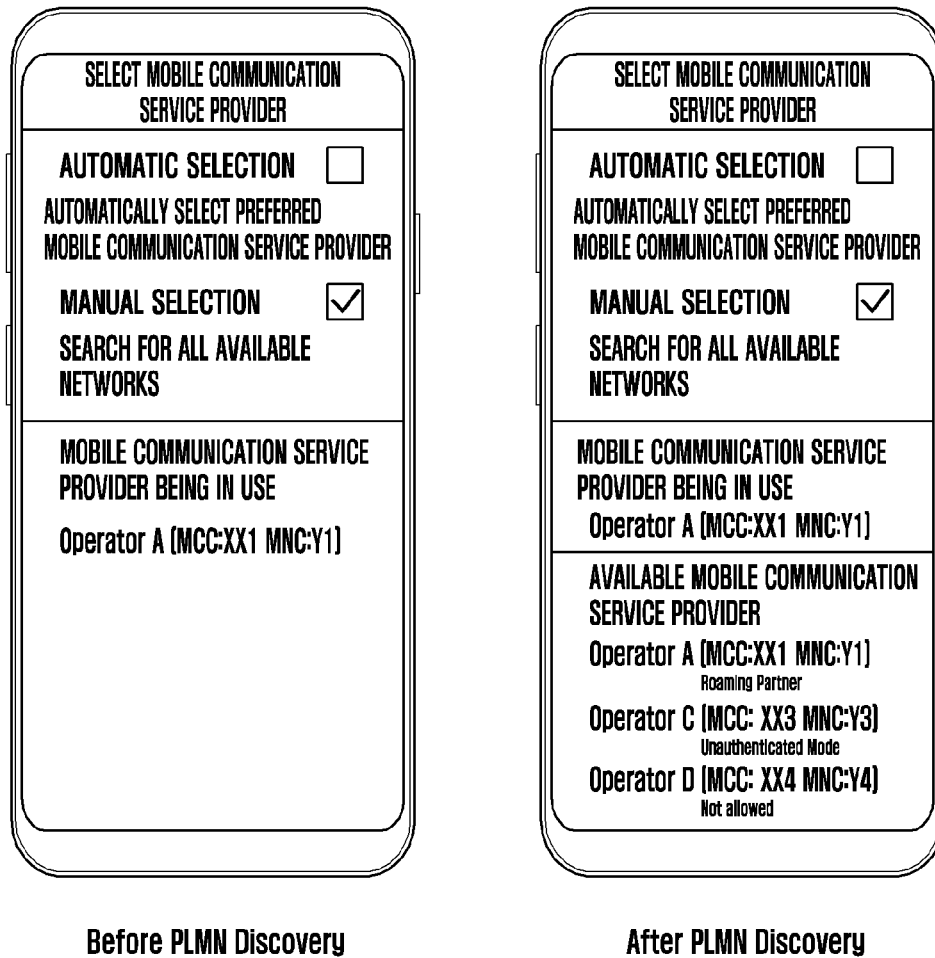 SELECT MOBILE COMMUNICATION
SERVICE PROVIDER
AUTOMATIC SELECTION
AUTOMATICALLY SELECT PREFERRED
MOBILE COMMUNICATION SERVICE PROVIDER
MANUAL SELECTION
SEARCH FOR ALL AVAILABLE
NETWORKS
MOBILE COMMUNICATION SERVICE
PROVIDER BEING IN USE
Operator A (MCC:XX1 MNC:Y1)
Before PLMN Discovery
SELECT MOBILE COMMUNICATION
SERVICE PROVIDER
AUTOMATIC SELECTION
AUTOMATICALLY SELECT PREFERRED
MOBILE COMMUNICATION SERVICE PROVIDER
MANUAL SELECTION
SEARCH FOR ALL AVAILABLE
NETWORKS
MOBILE COMMUNICATION SERVICE
PROVIDER BEING IN USE
Operator A (MCC:XX1 MNC:Y1)
AVAILABLE MOBILE COMMUNICATION
SERVICE PROVIDER
Operator A (MCC:XX1 MNC:Y1)
Roaming Partner
Operator C (MCC: XX3 MNC:Y3)
Unauthenticated Mode
Operator D (MCC: XX4 MNC:Y4)
Not allowed
After PLMN Discovery